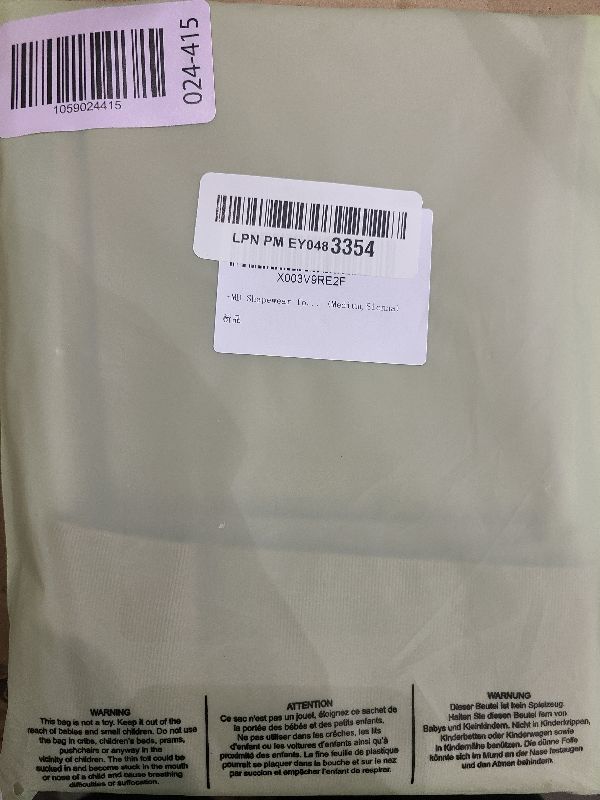 1059024415
024-415
LPN PM EY0483354
X003V9RE2F
Shapewear
WARNING
This bag is not a toy. Keep it out of the
reach of babies and small children. Do not use
the bag in cribs, children's beds, prams,
pushchairs or anyway in the
vicinity of children. The thin foil could be
sucked in and become stuck in the mouth
or nose of a child and cause breathing
difficulties or suffocation.
ATTENTION
Ce sac n'est pas un jouet, éloignez ce sachet de
la portée des bébés et des petits enfants.
Ne pas utiliser dans les crêches, les lits
d'enfant ou les voitures d'enfants ainsi qu'à
proximité des enfants. La fine feuille de plastique
pourrait se plaquer dans la bouche et sur le nez
par succion et empêcher l'enfant de respirer.
WARNUNG
Dieser Beutel ist kein Spielzeug.
Halten Sie diesen Beutel fern von
Babys und Kleinkindern. Nicht in Kinderkrippen,
Kinderbetten oder Kinderwagen sowie
in Kindernähe benützen. Die dünne Folie
könnte sich im Mund an der Nase festsaugen
und den Atmen behindern.